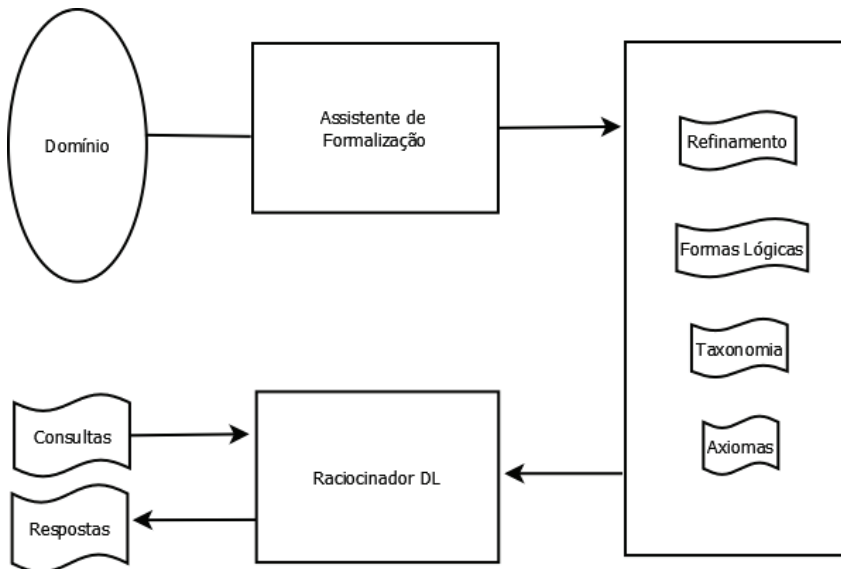 Domínio
Assistente de
Formalização
Refinamento
Formas Lógicas
Taxonomia
Axiomas
Consultas
Raciocinador DL
Respostas